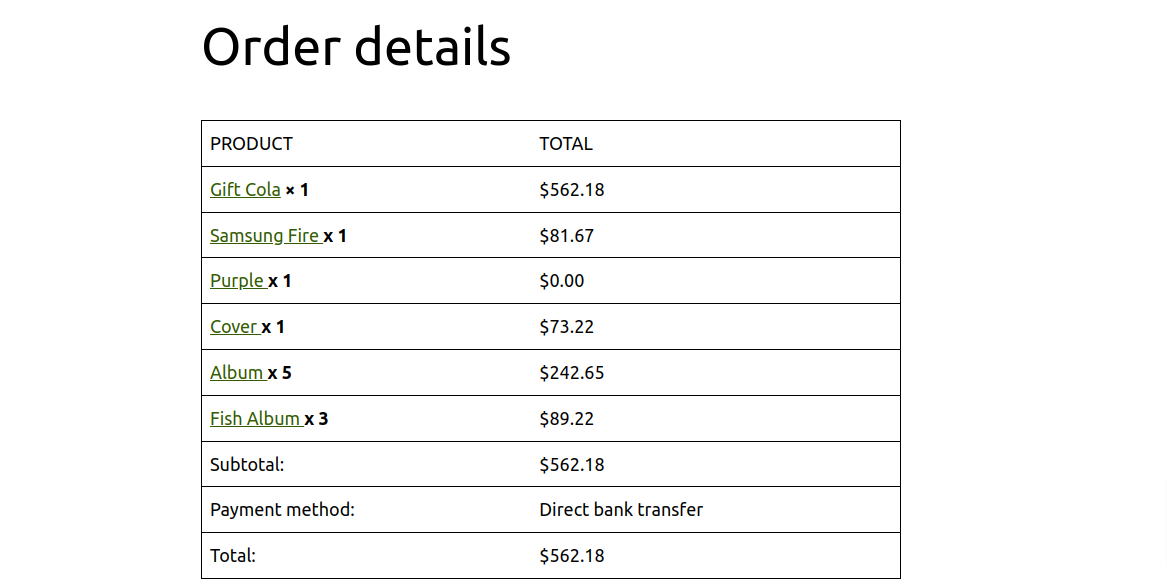 Order details
PRODUCT TOTAL
Gift Cola × 1 $562.18
Samsung Fire x 1 $81.67
Purple x 1 $0.00
Cover x 1 $73.22
Album x 5 $242.65
Fish Album x 3 $89.22
Subtotal: $562.18
Payment method: Direct bank transfer
Total: $562.18